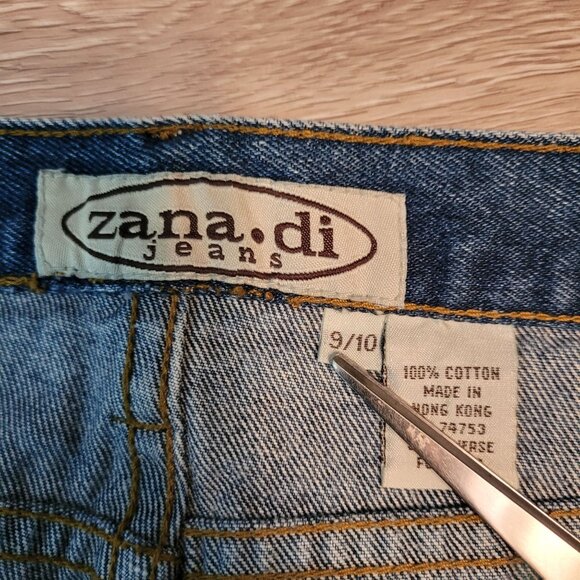 zana.di
jeans
9/10
100% COTTON
MADE IN
HONG KONG
74753